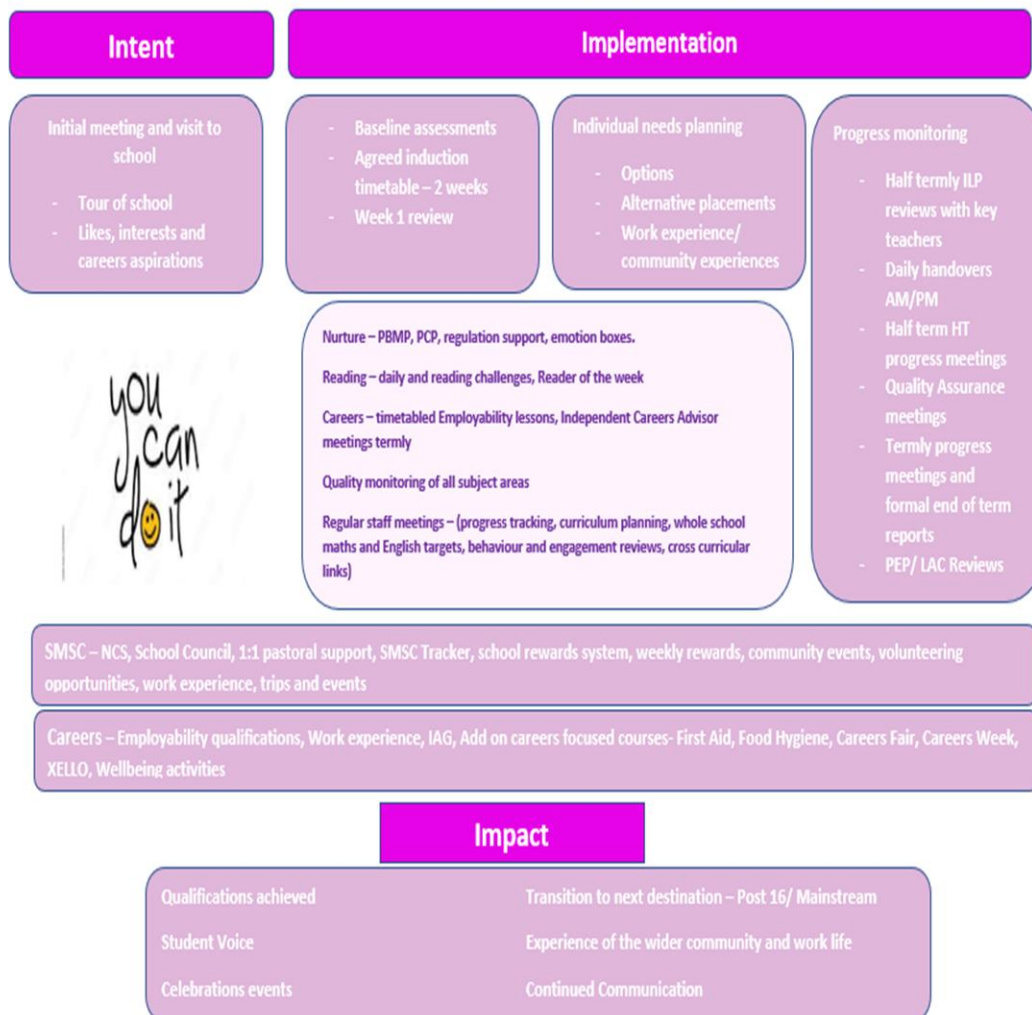 Intent
Implementation
Initial meeting and visit to
school
- Tour of school
- Likes, interests and
careers aspirations
- Baseline assessments
- Agreed induction
timetable – 2 weeks
- Week 1 review
Individual needs planning
- Options
- Alternative placements
- Work experience/
community experiences
Progress monitoring
- Half termly ILP
reviews with key
teachers
- Daily handovers
AM/PM
- Half term HT
progress meetings
- Quality Assurance
meetings
- Termly progress
meetings and
formal end of term
reports
- PEP/ LAC Reviews
you
can
do it
Nurture – PBMP, PCP, regulation support, emotion boxes.
Reading – daily and reading challenges, Reader of the week
Careers – timetabled Employability lessons, Independent Careers Advisor
meetings termly
Quality monitoring of all subject areas
Regular staff meetings – (progress tracking, curriculum planning, whole school
maths and English targets, behaviour and engagement reviews, cross curricular
links)
SMSC – NCS, School Council, 1:1 pastoral support, SMSC Tracker, school rewards system, weekly rewards, community events, volunteering
opportunities, work experience, trips and events
Careers – Employability qualifications, Work experience, IAG, Add on careers focused courses- First Aid, Food Hygiene, Careers Fair, Careers Week,
XELLO, Wellbeing activities
Impact
Qualifications achieved
Student Voice
Celebrations events
Transition to next destination – Post 16/ Mainstream
Experience of the wider community and work life
Continued Communication